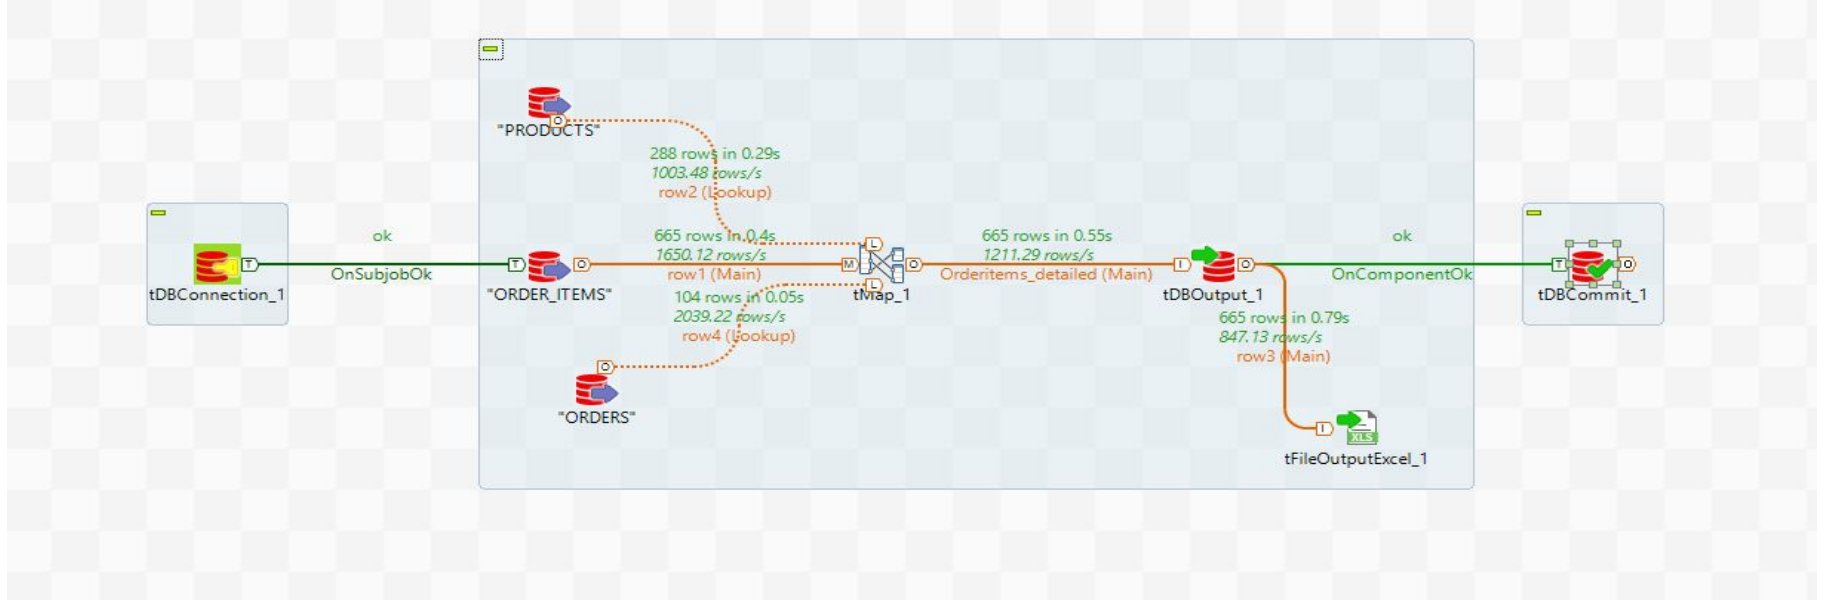 "PRODUCTS"
288 rows in 0.29s
1003.48 rows/s
row2 (Lookup)
tDBConnection_1
T
ok
OnSubjobOk
T
"ORDER_ITEMS"
O
O
665 rows in 0.4s
1650.12 rows/s
row1 (Main)
104 rows in 0.05s
2039.22 rows/s
row4 (Lookup)
O
"ORDERS"
L
M
L
O
tMap_1
665 rows in 0.55s
1211.29 rows/s
Orderitems_detailed (Main)
I
O
tDBOutput_1
665 rows in 0.79s
847.13 rows/s
row3 (Main)
I
XLS
tFileOutputExcel_1
ok
OnComponentOk
T
O
tDBCommit_1